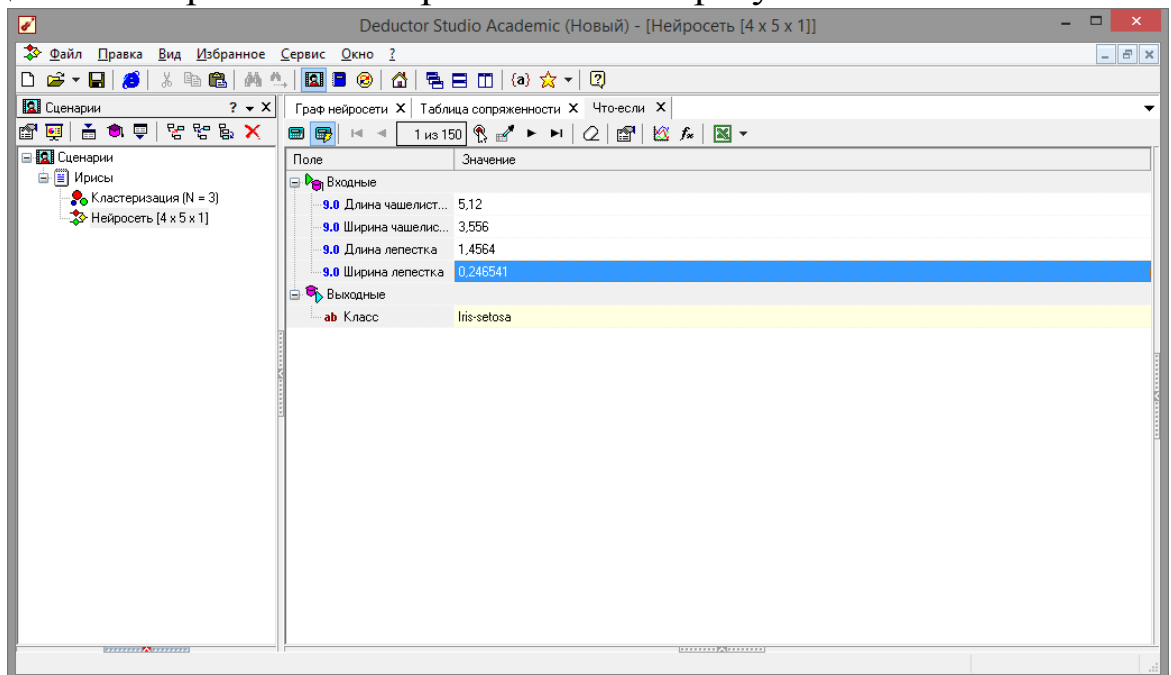 Deductor Studio Academic (Новый) - [Нейросеть [4 x 5 x 1]]
Файл Правка Вид Избранное Сервис Окно ?
Сценарии ?
Граф нейросети X Таблица сопряженности X Что-если X
1 из 150
Сценарии
Ирисы
Кластеризация (N = 3)
Нейросеть [4 x 5 x 1]
Поле Значение
Входные
9.0 Длина чашелист... 5,12
9.0 Ширина чашелис... 3,556
9.0 Длина лепестка 1,4564
9.0 Ширина лепестка 0,246541
Выходные
ab Класс Iris-setosa